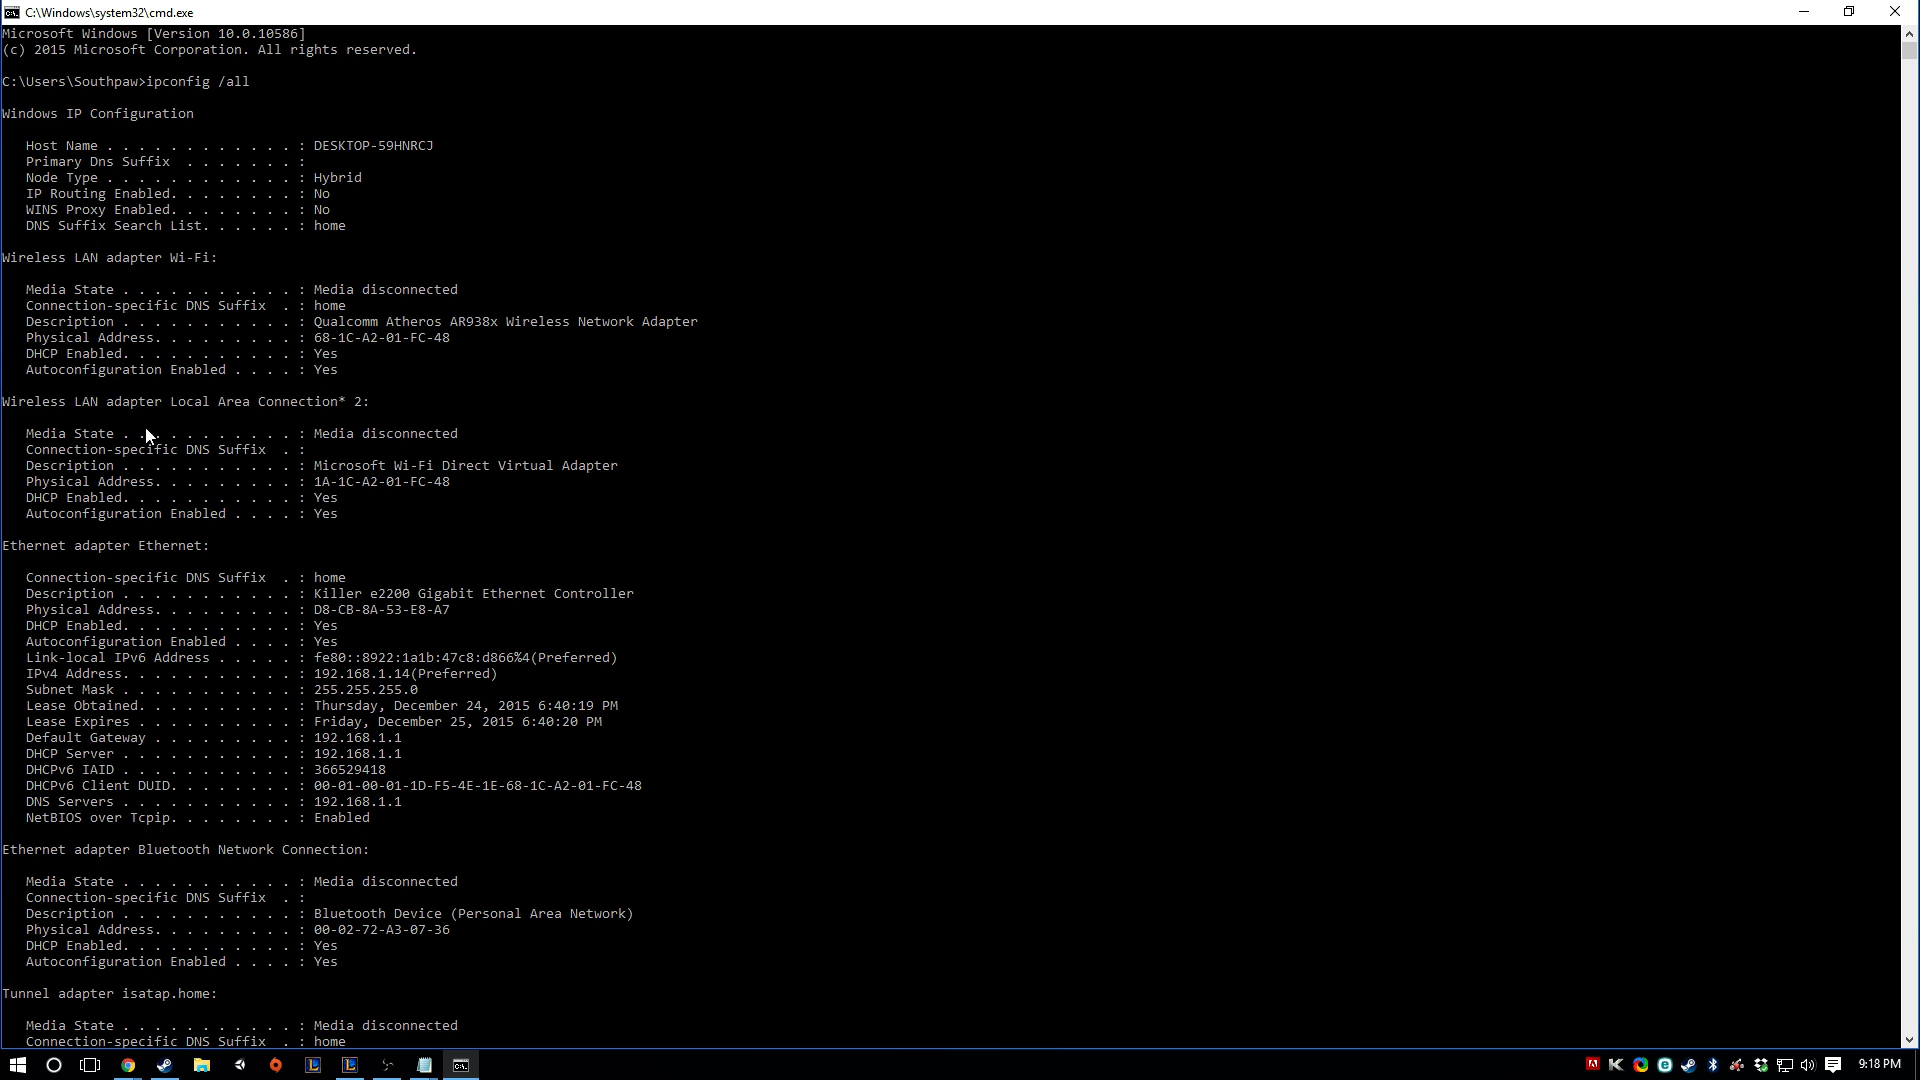 C:\Windows\system32\cmd.exe
Microsoft Windows [Version 10.0.10586]
(c) 2015 Microsoft Corporation. All rights reserved.
C:\Users\Southpaw>ipconfig /all
Windows IP Configuration
Host Name . . . . . . . . . . . . : DESKTOP-59HNRCJ
Primary Dns Suffix  . . . . . . . :
Node Type . . . . . . . . . . . . : Hybrid
IP Routing Enabled. . . . . . . . : No
WINS Proxy Enabled. . . . . . . . : No
DNS Suffix Search List. . . . . . : home
Wireless LAN adapter Wi-Fi:
Media State . . . . . . . . . . . : Media disconnected
Connection-specific DNS Suffix  . : home
Description . . . . . . . . . . . : Qualcomm Atheros AR938x Wireless Network Adapter
Physical Address. . . . . . . . . : 68-1C-A2-01-FC-48
DHCP Enabled. . . . . . . . . . . : Yes
Autoconfiguration Enabled . . . . : Yes
Wireless LAN adapter Local Area Connection* 2:
Media State . . . . . . . . . . . : Media disconnected
Connection-specific DNS Suffix  . :
Description . . . . . . . . . . . : Microsoft Wi-Fi Direct Virtual Adapter
Physical Address. . . . . . . . . : 1A-1C-A2-01-FC-48
DHCP Enabled. . . . . . . . . . . : Yes
Autoconfiguration Enabled . . . . : Yes
Ethernet adapter Ethernet:
Connection-specific DNS Suffix  . : home
Description . . . . . . . . . . . : Killer e2200 Gigabit Ethernet Controller
Physical Address. . . . . . . . . : D8-CB-8A-53-E8-A7
DHCP Enabled. . . . . . . . . . . : Yes
Autoconfiguration Enabled . . . . : Yes
Link-local IPv6 Address . . . . . : fe80::8922:1a1b:47c8:d866%4(Preferred)
IPv4 Address. . . . . . . . . . . : 192.168.1.14(Preferred)
Subnet Mask . . . . . . . . . . . : 255.255.255.0
Lease Obtained. . . . . . . . . . : Thursday, December 24, 2015 6:40:19 PM
Lease Expires . . . . . . . . . . : Friday, December 25, 2015 6:40:20 PM
Default Gateway . . . . . . . . . : 192.168.1.1
DHCP Server . . . . . . . . . . . : 192.168.1.1
DHCPv6 IAID . . . . . . . . . . . : 366529418
DHCPv6 Client DUID. . . . . . . . : 00-01-00-01-1D-F5-4E-1E-68-1C-A2-01-FC-48
DNS Servers . . . . . . . . . . . : 192.168.1.1
NetBIOS over Tcpip. . . . . . . . : Enabled
Ethernet adapter Bluetooth Network Connection:
Media State . . . . . . . . . . . : Media disconnected
Connection-specific DNS Suffix  . :
Description . . . . . . . . . . . : Bluetooth Device (Personal Area Network)
Physical Address. . . . . . . . . : 00-02-72-A3-07-36
DHCP Enabled. . . . . . . . . . . : Yes
Autoconfiguration Enabled . . . . : Yes
Tunnel adapter isatap.home:
Media State . . . . . . . . . . . : Media disconnected
Connection-specific DNS Suffix  . : home
9:18 PM